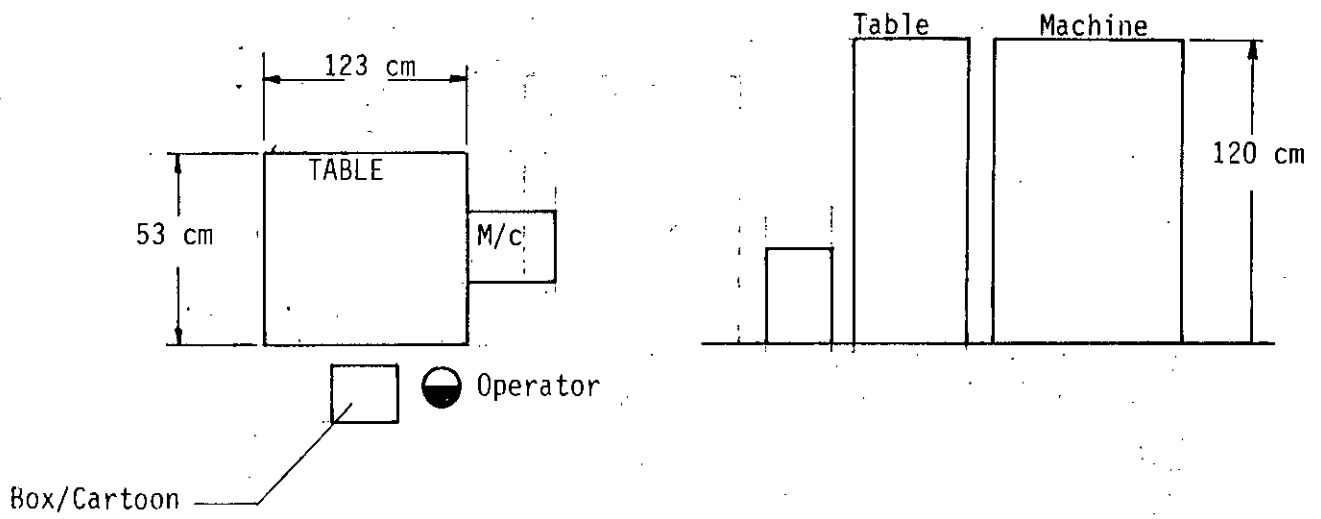 123 cm
TABLE
53 cm
M/c
Operator
Box/Cartoon
Table
Machine
120 cm